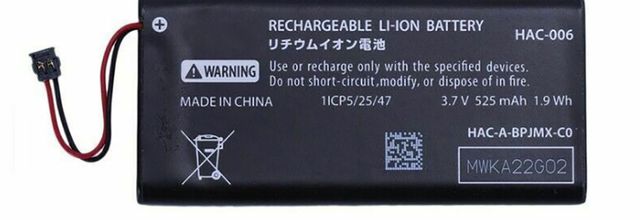 RECHARGEABLE LI-ION BATTERY HAC-006
リチウムイオン電池
WARNING Use or recharge only with the specified devices.
Do not short-circuit,modify, or dispose of in fire.
MADE IN CHINA 1ICP5/25/47 3.7 V 525 mAh 1.9 Wh
HAC-A-BPJMX-C0
MWKA22G02